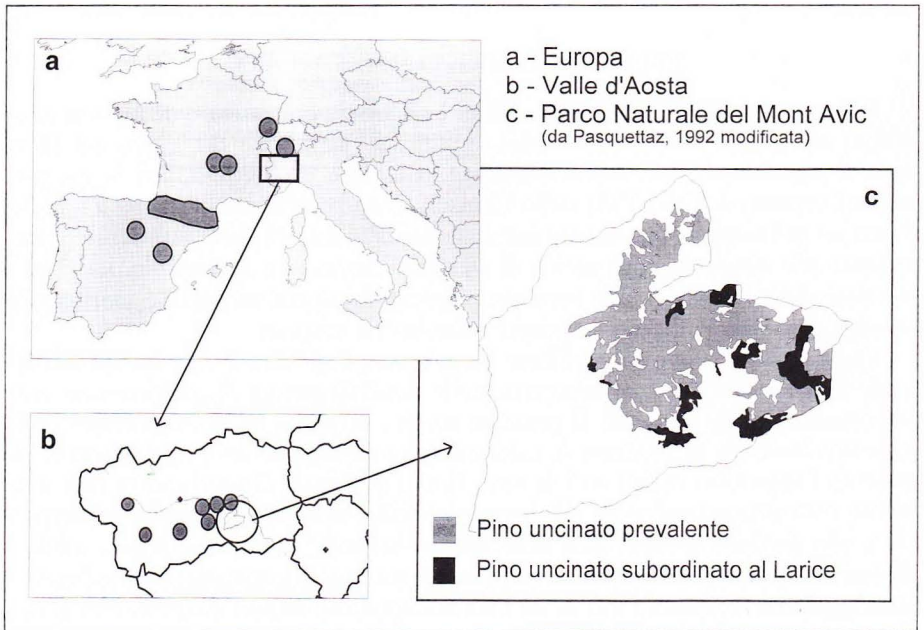 a
a - Europa
b - Valle d'Aosta
c - Parco Naturale del Mont Avic
(da Pasquettaz, 1992 modificata)
c
b
Pino uncinato prevalente
Pino uncinato subordinato al Larice